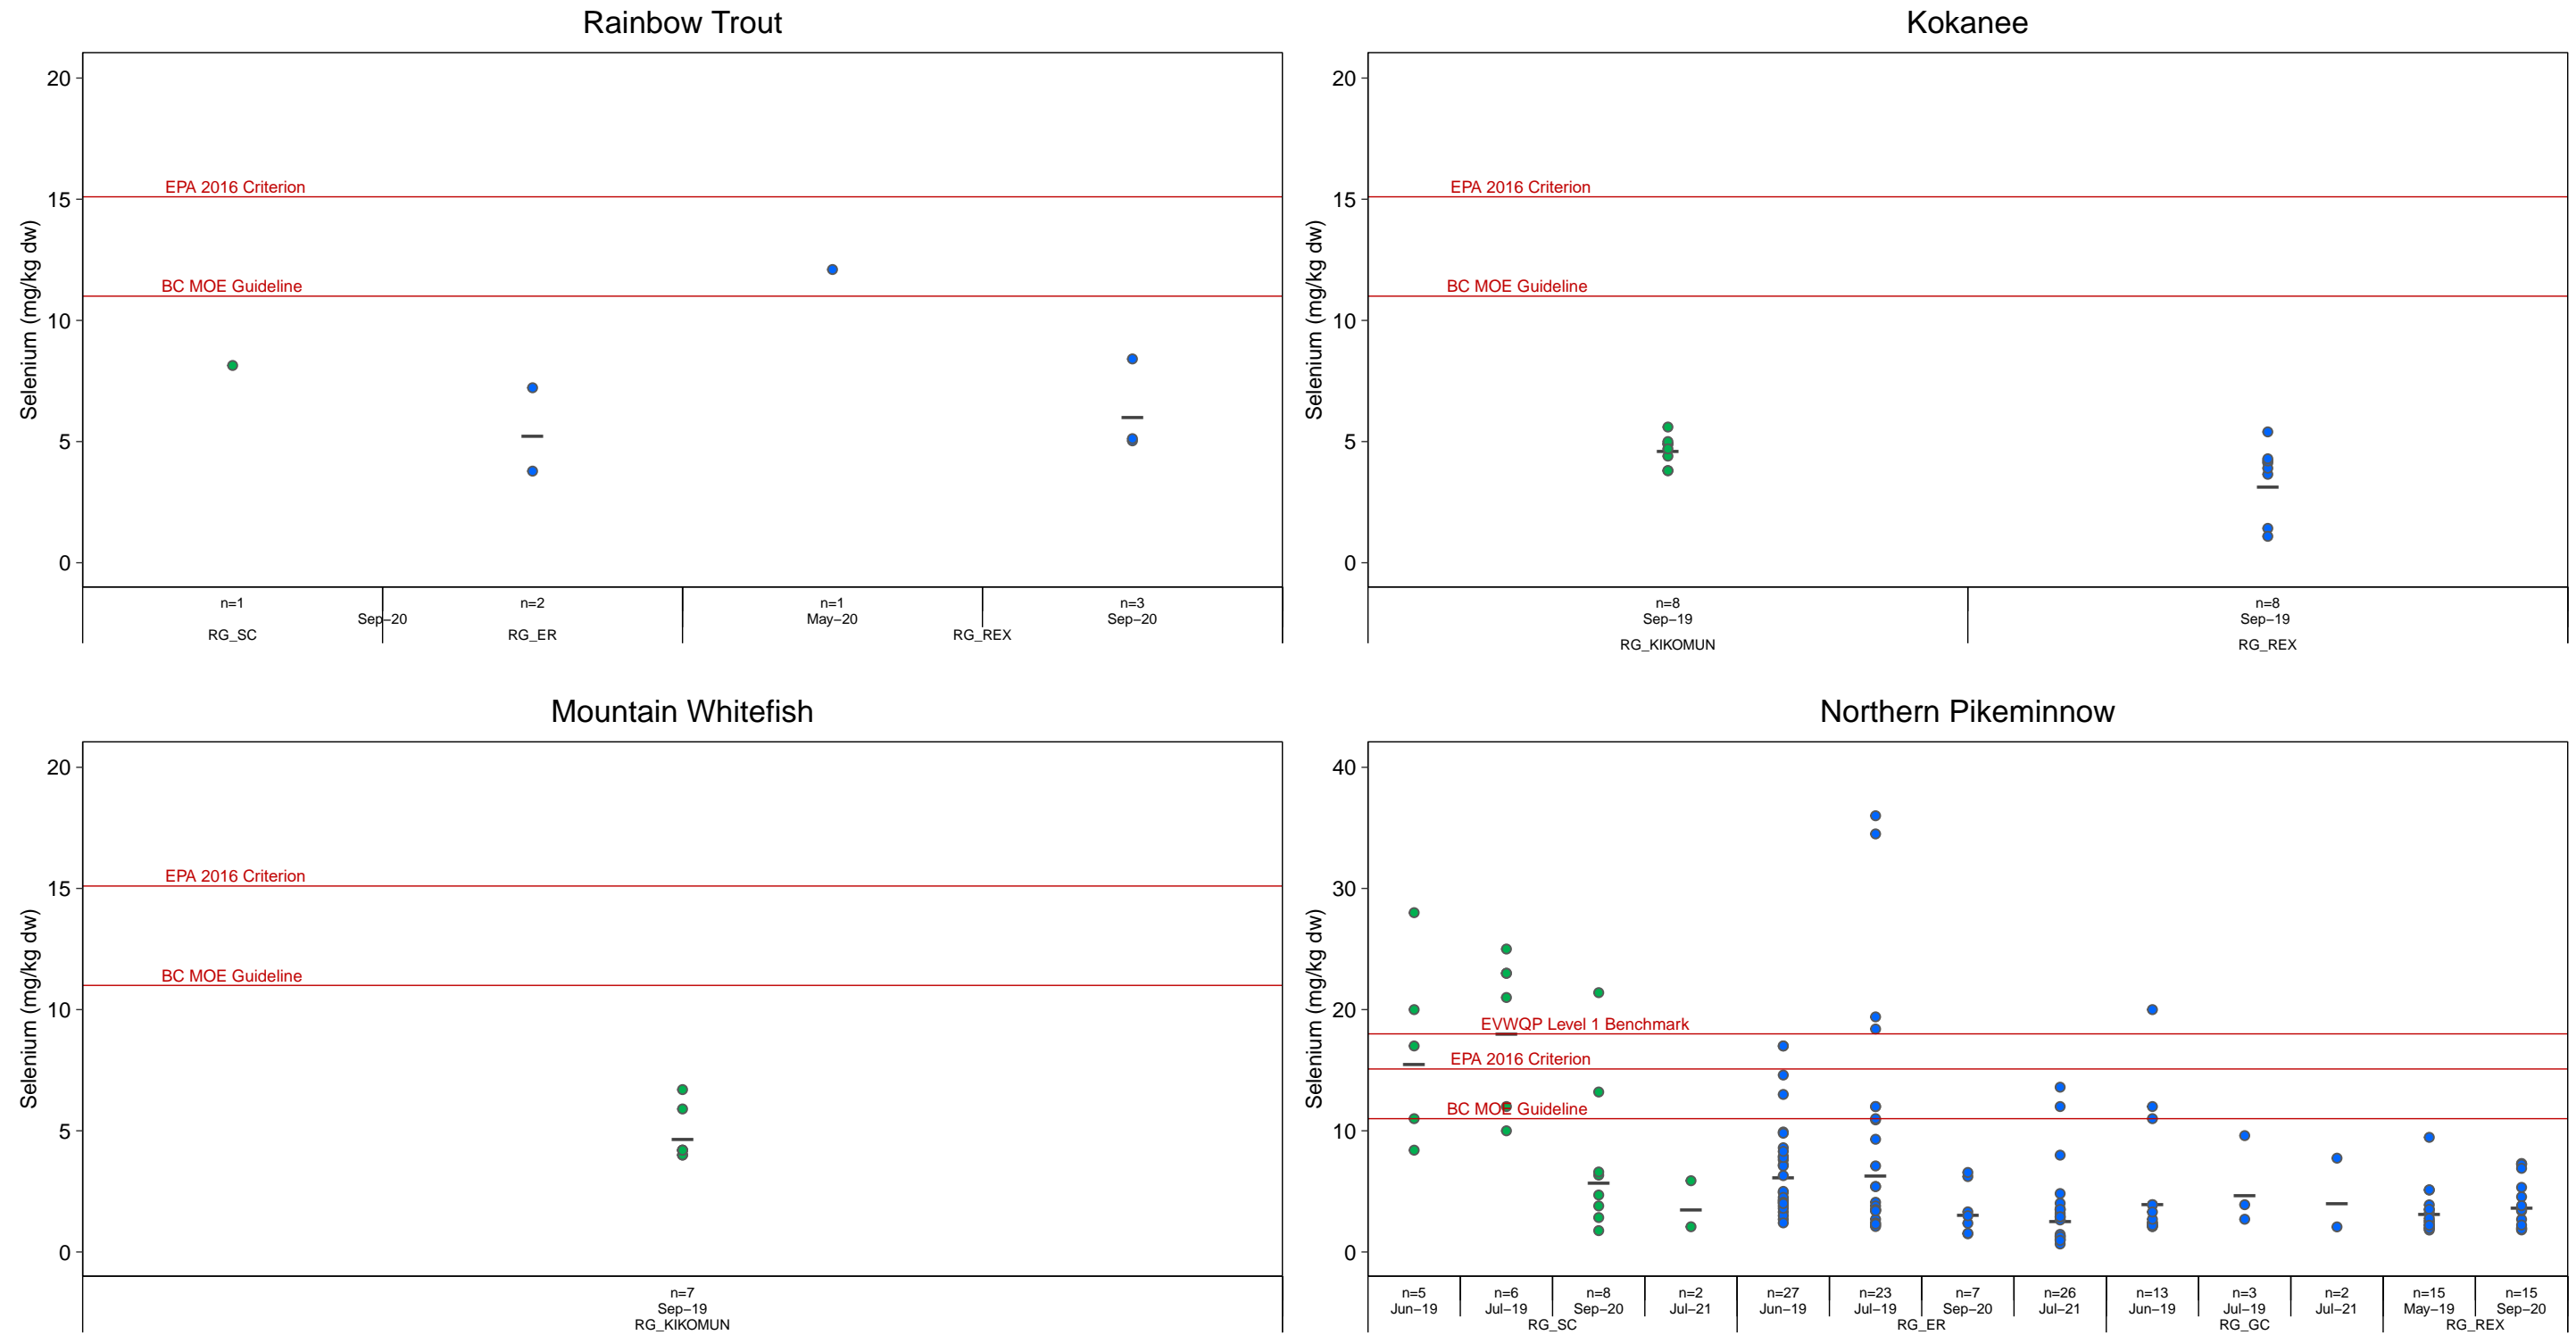 Rainbow Trout
Selenium (mg/kg dw)
20
15
10
5
0
EPA 2016 Criterion
BC MOE Guideline
n=1
n=2
n=1
n=3
Sep−20
May−20
Sep−20
RG_SC
RG_ER
RG_REX
Kokanee
Selenium (mg/kg dw)
20
15
10
5
0
EPA 2016 Criterion
BC MOE Guideline
n=8
n=8
Sep−19
Sep−19
RG_KIKOMUN
RG_REX
Mountain Whitefish
Selenium (mg/kg dw)
20
15
10
5
0
EPA 2016 Criterion
BC MOE Guideline
n=7
Sep−19
RG_KIKOMUN
Northern Pikeminnow
Selenium (mg/kg dw)
40
30
20
10
0
EVWQP Level 1 Benchmark
EPA 2016 Criterion
BC MOE Guideline
n=5 n=6 n=8 n=2 n=27 n=23 n=7 n=26 n=13 n=3 n=2 n=15 n=15
Jun−19 Jul−19 Sep−20 Jul−21 Jun−19 Jul−19 Sep−20 Jul−21 Jun−19 Jul−19 Jul−21 May−19 Sep−20
RG_SC RG_ER RG_GC RG_REX